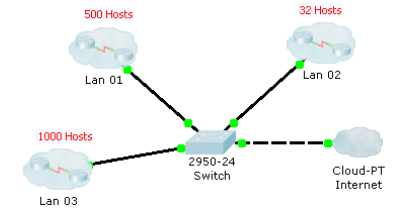 500 Hosts
Lan 01
32 Hosts
Lan 02
1000 Hosts
Lan 03
2950-24
Switch
Cloud-PT
Internet